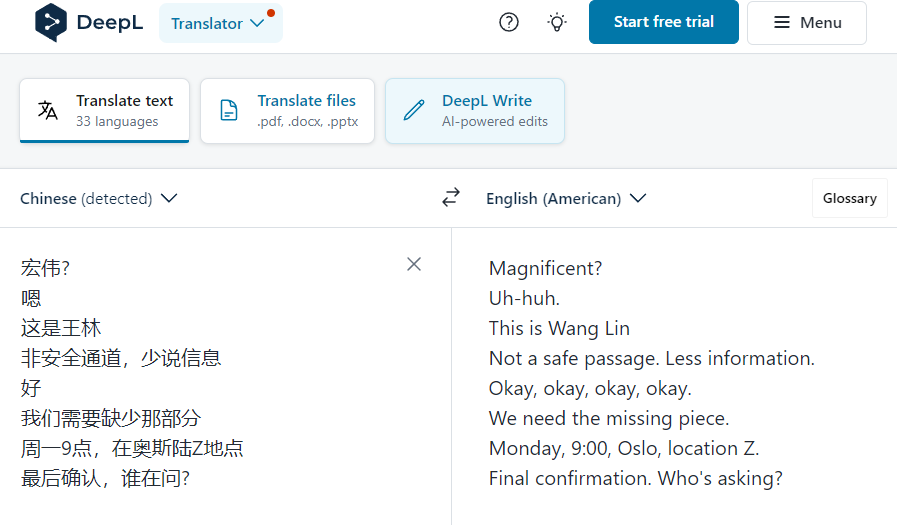 DeepL
Translator
Start free trial
Menu
Translate text
33 languages
Translate files
.pdf, .docx, .pptx
DeepL Write
AI-powered edits
Chinese (detected)
English (American)
Glossary
宏伟?
嗯
这是王林
非安全通道，少说信息
好
我们需要缺少那部分
周一9点，在奥斯陆Z地点
最后确认，谁在问?
Magnificent?
Uh-huh.
This is Wang Lin
Not a safe passage. Less information.
Okay, okay, okay, okay.
We need the missing piece.
Monday, 9:00, Oslo, location Z.
Final confirmation. Who's asking?